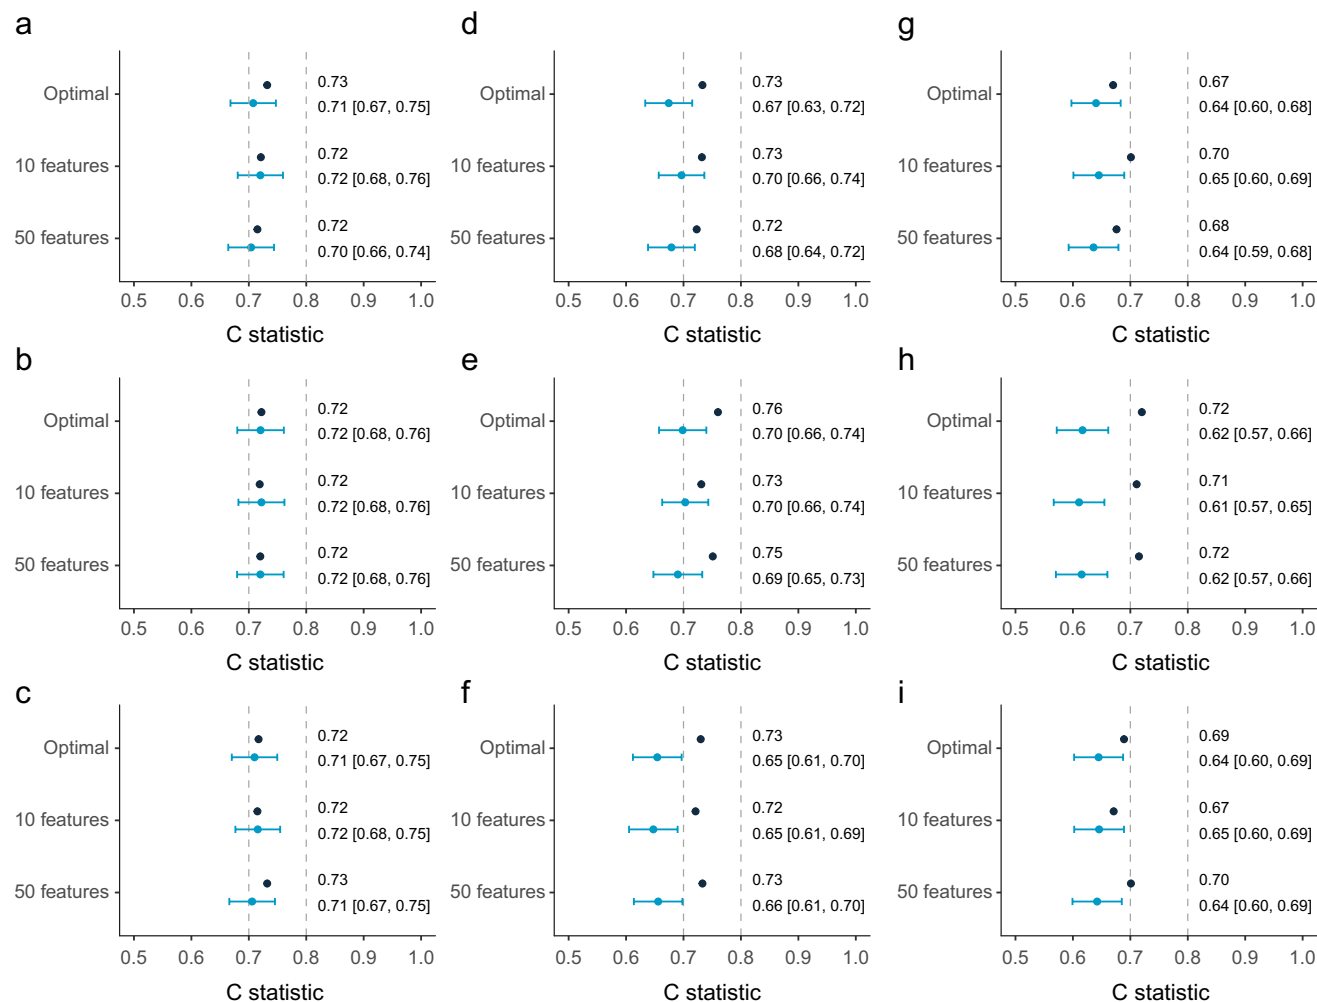 a
Optimal
0.73
0.71 [0.67, 0.75]
10 features
0.72
0.72 [0.68, 0.76]
50 features
0.72
0.70 [0.66, 0.74]
0.5 0.6 0.7 0.8 0.9 1.0
C statistic
d
0.73
0.67 [0.63, 0.72]
0.73
0.70 [0.66, 0.74]
0.72
0.68 [0.64, 0.72]
0.5 0.6 0.7 0.8 0.9 1.0
C statistic
g
0.67
0.64 [0.60, 0.68]
0.70
0.65 [0.60, 0.69]
0.68
0.64 [0.59, 0.68]
0.5 0.6 0.7 0.8 0.9 1.0
C statistic
b
Optimal
0.72
0.72 [0.68, 0.76]
10 features
0.72
0.72 [0.68, 0.76]
50 features
0.72
0.72 [0.68, 0.76]
0.5 0.6 0.7 0.8 0.9 1.0
C statistic
e
Optimal
0.76
0.70 [0.66, 0.74]
10 features
0.73
0.70 [0.66, 0.74]
50 features
0.75
0.69 [0.65, 0.73]
0.5 0.6 0.7 0.8 0.9 1.0
C statistic
h
Optimal
0.72
0.62 [0.57, 0.66]
10 features
0.71
0.61 [0.57, 0.65]
50 features
0.72
0.62 [0.57, 0.66]
0.5 0.6 0.7 0.8 0.9 1.0
C statistic
c
Optimal
0.72
0.71 [0.67, 0.75]
10 features
0.72
0.72 [0.68, 0.75]
50 features
0.73
0.71 [0.67, 0.75]
0.5 0.6 0.7 0.8 0.9 1.0
C statistic
f
Optimal
0.73
0.65 [0.61, 0.70]
10 features
0.72
0.65 [0.61, 0.69]
50 features
0.73
0.66 [0.61, 0.70]
0.5 0.6 0.7 0.8 0.9 1.0
C statistic
i
Optimal
0.69
0.64 [0.60, 0.69]
10 features
0.67
0.65 [0.60, 0.69]
50 features
0.70
0.64 [0.60, 0.69]
0.5 0.6 0.7 0.8 0.9 1.0
C statistic